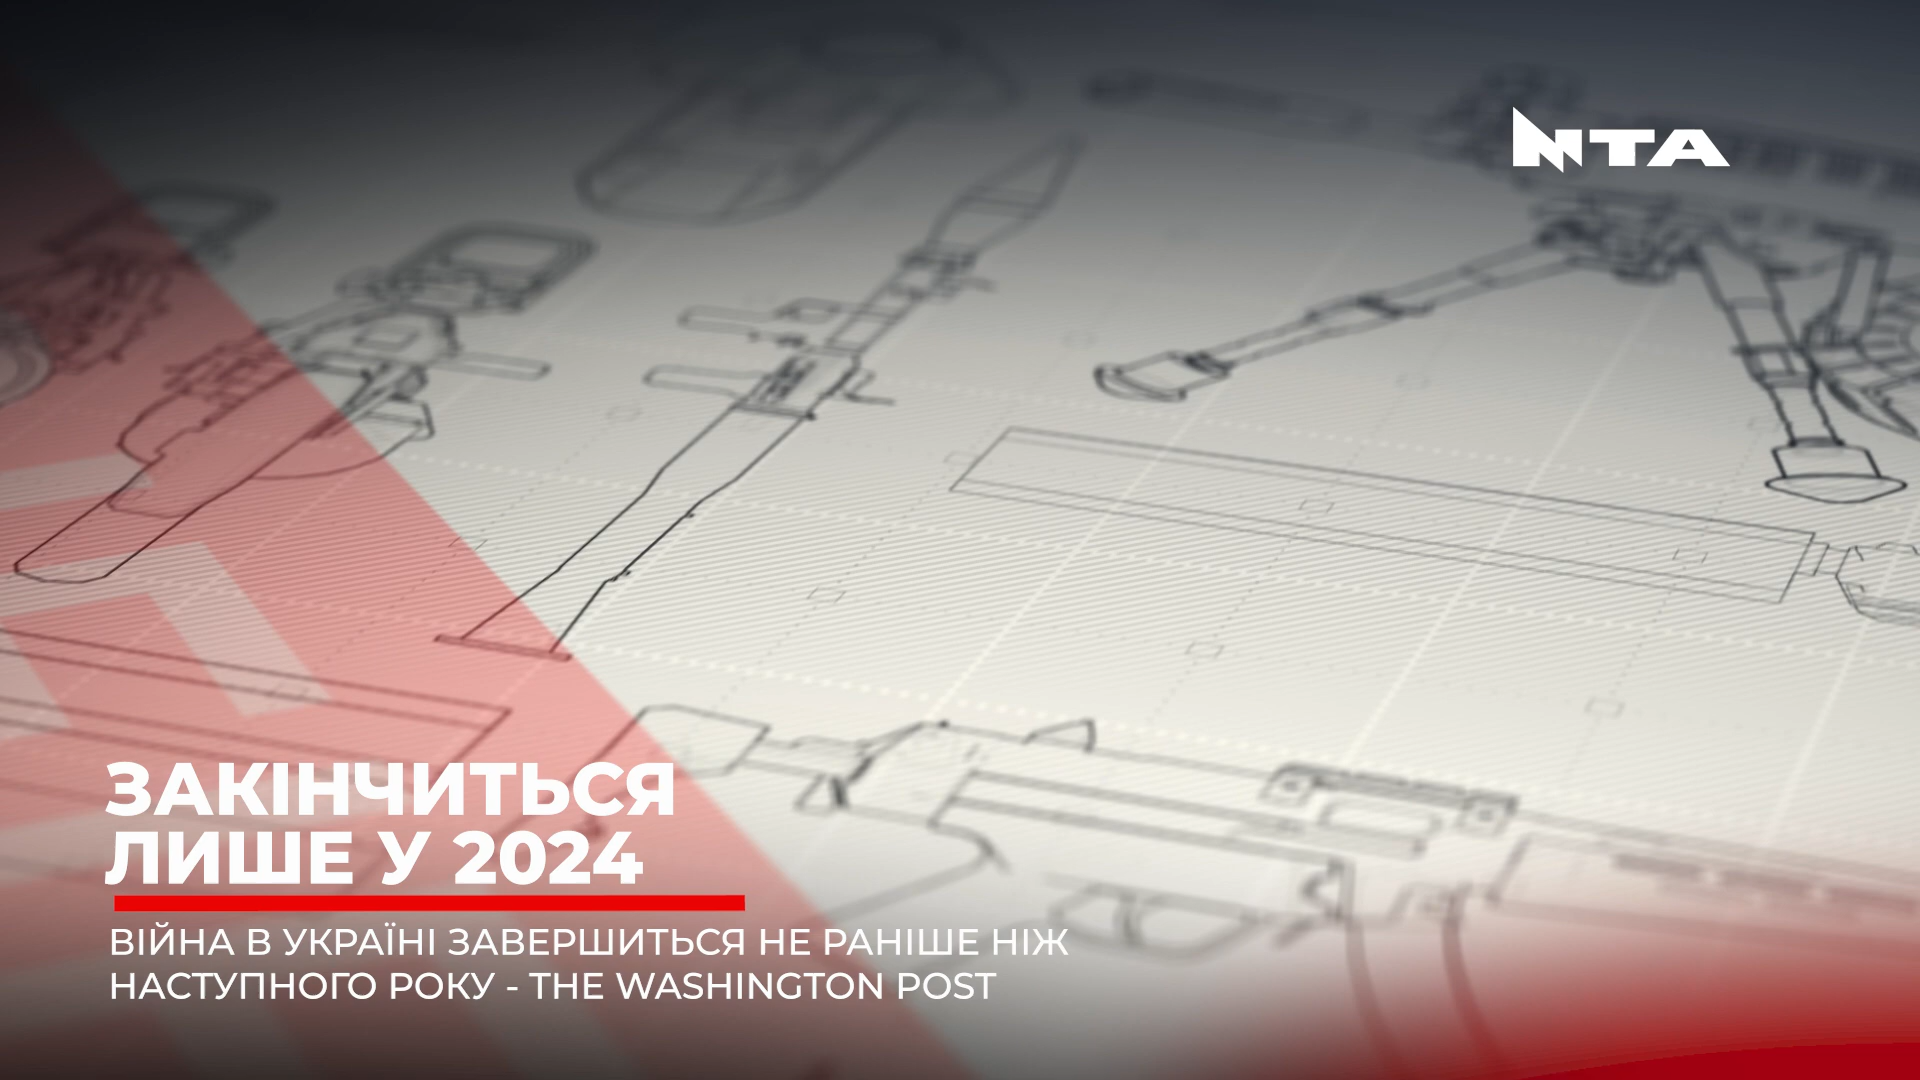 NTA
ЗАКІНЧИТЬСЯ
ЛИШЕ У 2024
ВІЙНА В УКРАЇНІ ЗАВЕРШИТЬСЯ НЕ РАНІШЕ НІЖ
НАСТУПНОГО РОКУ - THE WASHINGTON POST